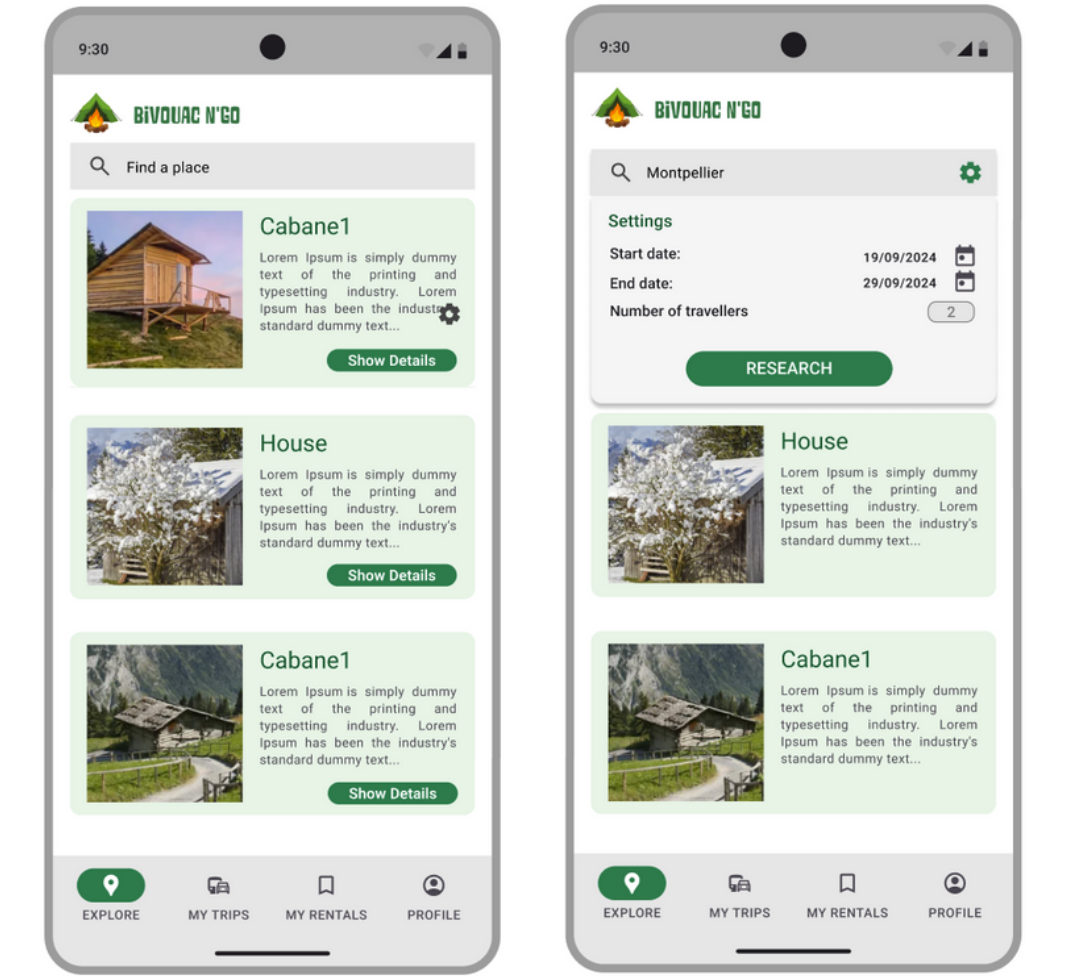 9:30
BiVOUAC N'GO
Find a place
Cabane1
Lorem Ipsum is simply dummy
text of the printing and
typesetting industry. Lorem
Ipsum has been the industr
standard dummy text...
Show Details
House
Lorem Ipsum is simply dummy
text of the printing and
typesetting industry. Lorem
Ipsum has been the industry's
standard dummy text...
Show Details
Cabane1
Lorem Ipsum is simply dummy
text of the printing and
typesetting industry. Lorem
Ipsum has been the industry's
standard dummy text...
Show Details
EXPLORE MY TRIPS MY RENTALS PROFILE
9:30
BiVOUAC N'GO
Montpellier
Settings
Start date: 19/09/2024
End date: 29/09/2024
Number of travellers 2
RESEARCH
House
Lorem Ipsum is simply dummy
text of the printing and
typesetting industry. Lorem
Ipsum has been the industry's
standard dummy text...
Cabane1
Lorem Ipsum is simply dummy
text of the printing and
typesetting industry. Lorem
Ipsum has been the industry's
standard dummy text...
EXPLORE MY TRIPS MY RENTALS PROFILE